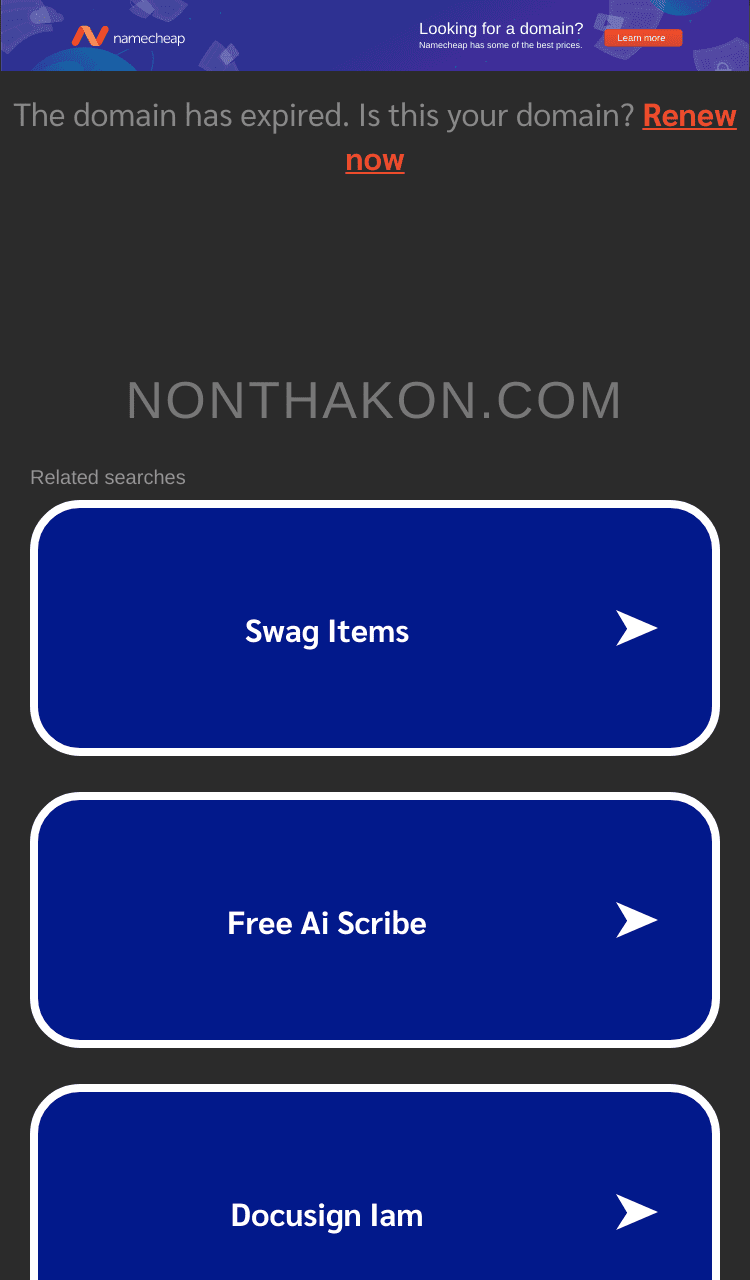 namecheap
Looking for a domain?
Namecheap has some of the best prices.
Learn more
The domain has expired. Is this your domain? Renew
now
NONTHAKON.COM
Related searches
Swag Items
Free Ai Scribe
Docusign Iam